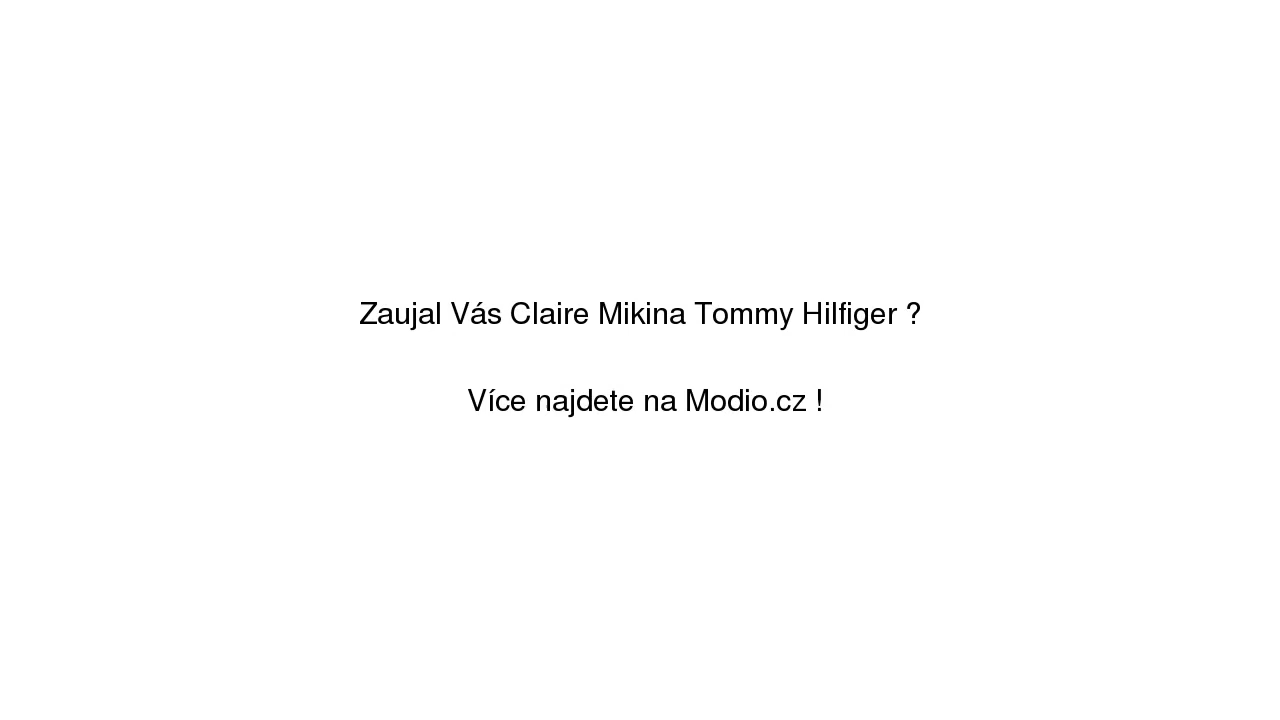 Zaujal Vás Claire Mikina Tommy Hilfiger ?
Více najdete na Modio.cz !